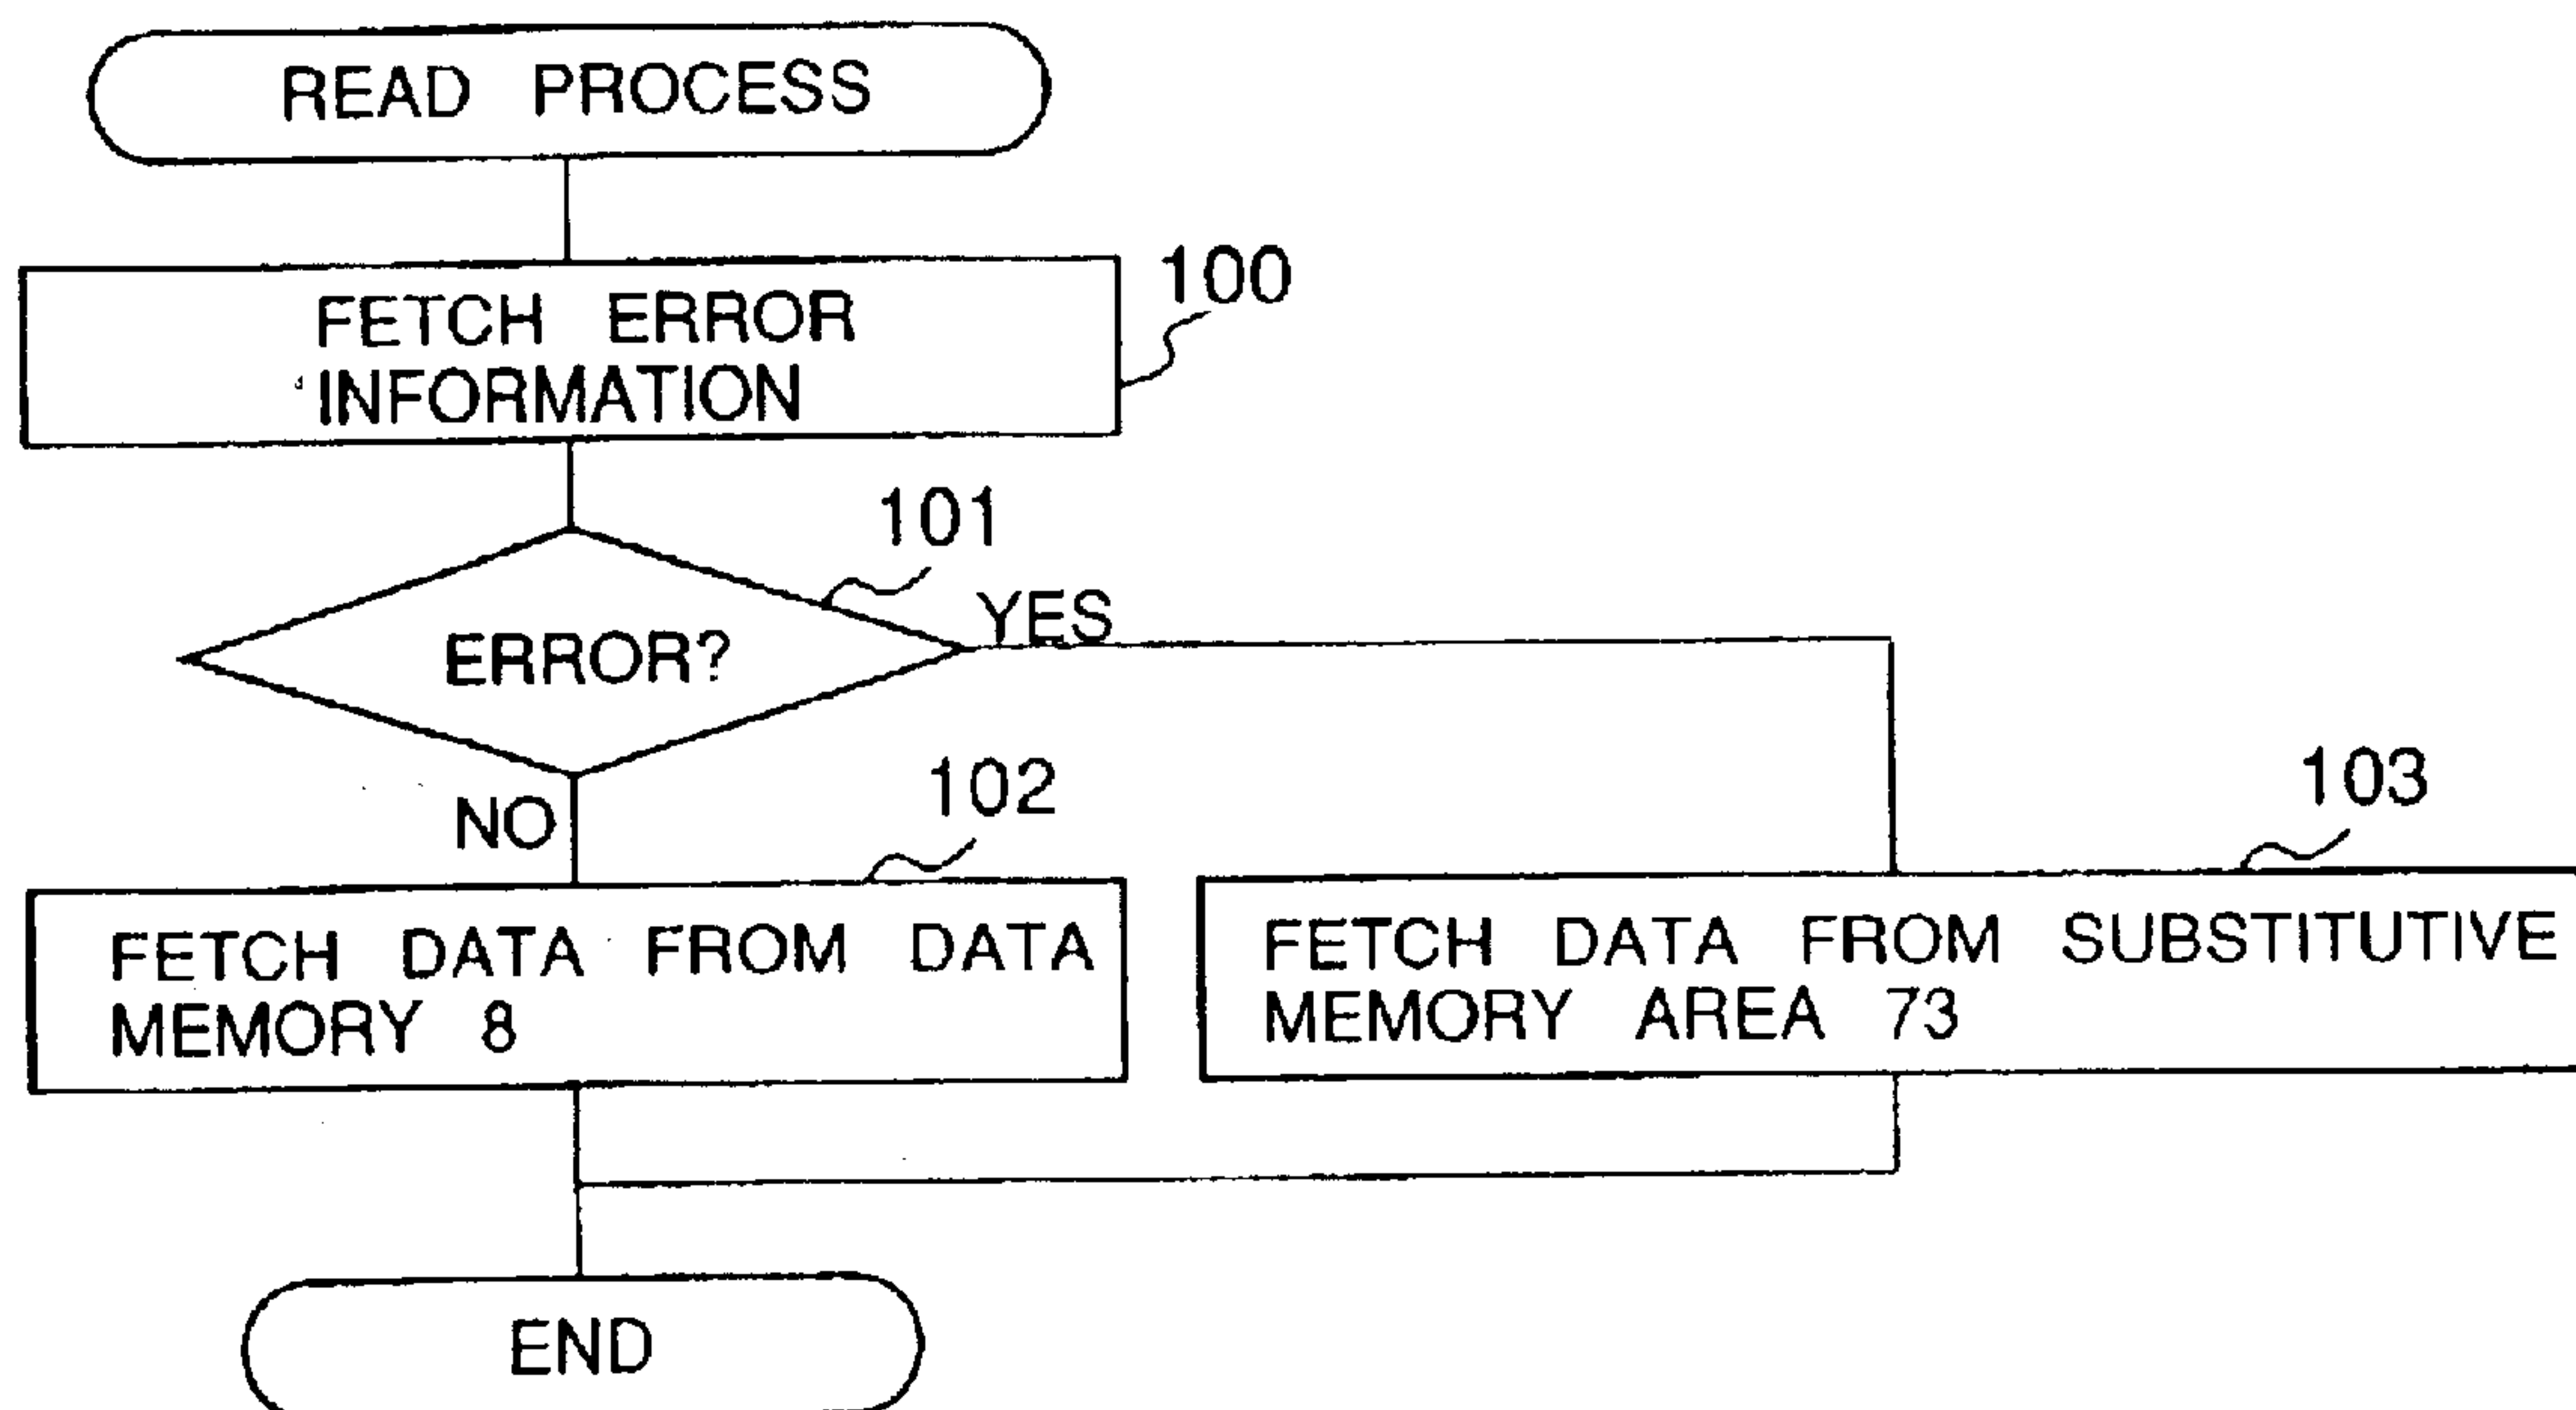 READ PROCESS
FETCH ERROR
INFORMATION
100
ERROR?
101
YES
NO
102
FETCH DATA FROM DATA
MEMORY 8
103
FETCH DATA FROM SUBSTITUTIVE
MEMORY AREA 73
END